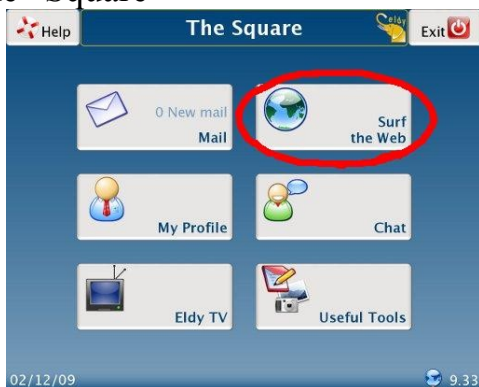 Square
Help
The Square
Eldy
Exit
0 New mail
Mail
Surf
the Web
My Profile
Chat
Eldy TV
Useful Tools
02/12/09
9.33